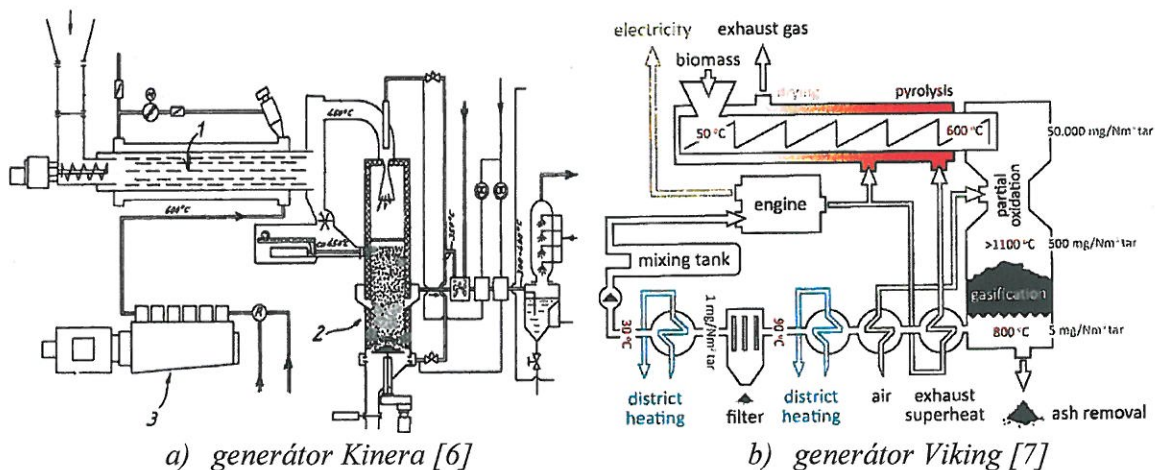 1
600°C
650°C
2
3
a) generátor Kinera [6]
electricity
exhaust gas
biomass
drying
pyrolysis
50 °C
600 °C
50.000 mg/Nm³ tar
engine
partial
oxidation
>1100 °C
500 mg/Nm³ tar
mixing tank
gasification
800 °C
5 mg/Nm³ tar
30 °C
1 mg/Nm³ tar
90 °C
district
heating
filter
district
heating
air
exhaust
superheat
ash removal
b) generátor Viking [7]